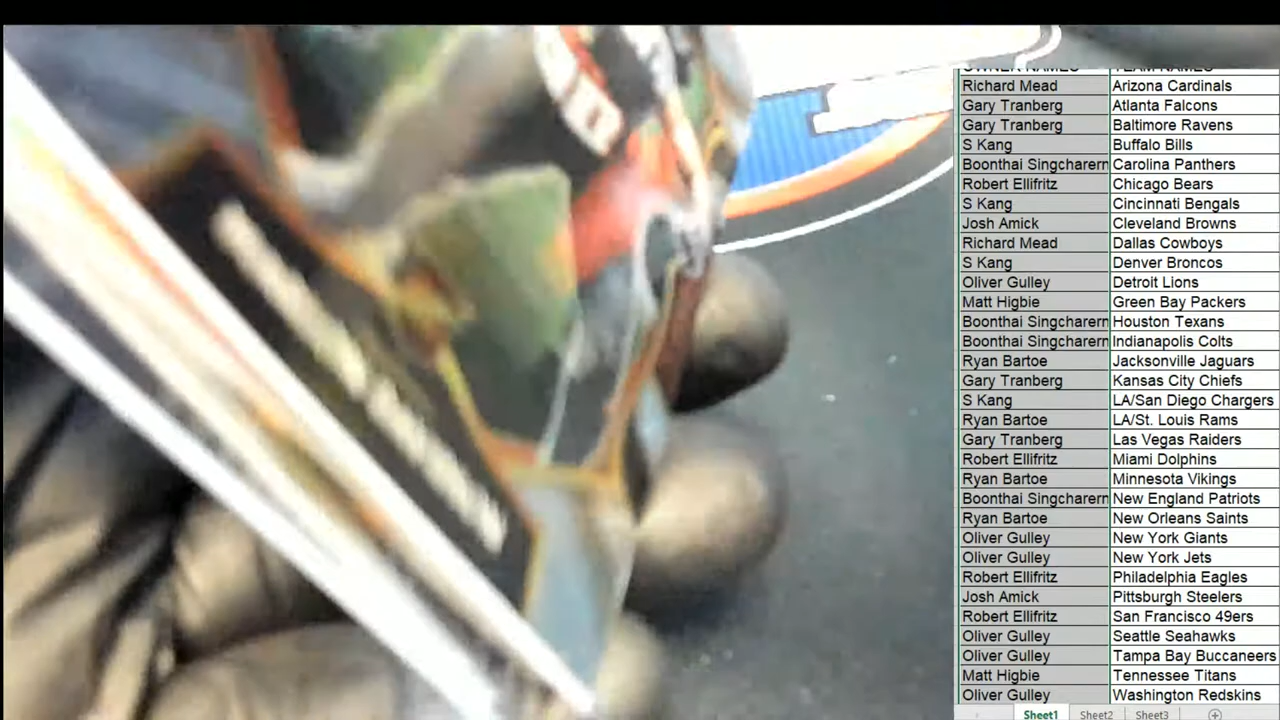 OWNER NAMES TEAM NAMES
Richard Mead Arizona Cardinals
Gary Tranberg Atlanta Falcons
Gary Tranberg Baltimore Ravens
S Kang Buffalo Bills
Boonthai Singcharern Carolina Panthers
Robert Ellifritz Chicago Bears
S Kang Cincinnati Bengals
Josh Amick Cleveland Browns
Richard Mead Dallas Cowboys
S Kang Denver Broncos
Oliver Gulley Detroit Lions
Matt Higbie Green Bay Packers
Boonthai Singcharern Houston Texans
Boonthai Singcharern Indianapolis Colts
Ryan Bartoe Jacksonville Jaguars
Gary Tranberg Kansas City Chiefs
S Kang LA/San Diego Chargers
Ryan Bartoe LA/St. Louis Rams
Gary Tranberg Las Vegas Raiders
Robert Ellifritz Miami Dolphins
Ryan Bartoe Minnesota Vikings
Boonthai Singcharern New England Patriots
Ryan Bartoe New Orleans Saints
Oliver Gulley New York Giants
Oliver Gulley New York Jets
Robert Ellifritz Philadelphia Eagles
Josh Amick Pittsburgh Steelers
Robert Ellifritz San Francisco 49ers
Oliver Gulley Seattle Seahawks
Oliver Gulley Tampa Bay Buccaneers
Matt Higbie Tennessee Titans
Oliver Gulley Washington Redskins
Sheet1 Sheet2 Sheet3